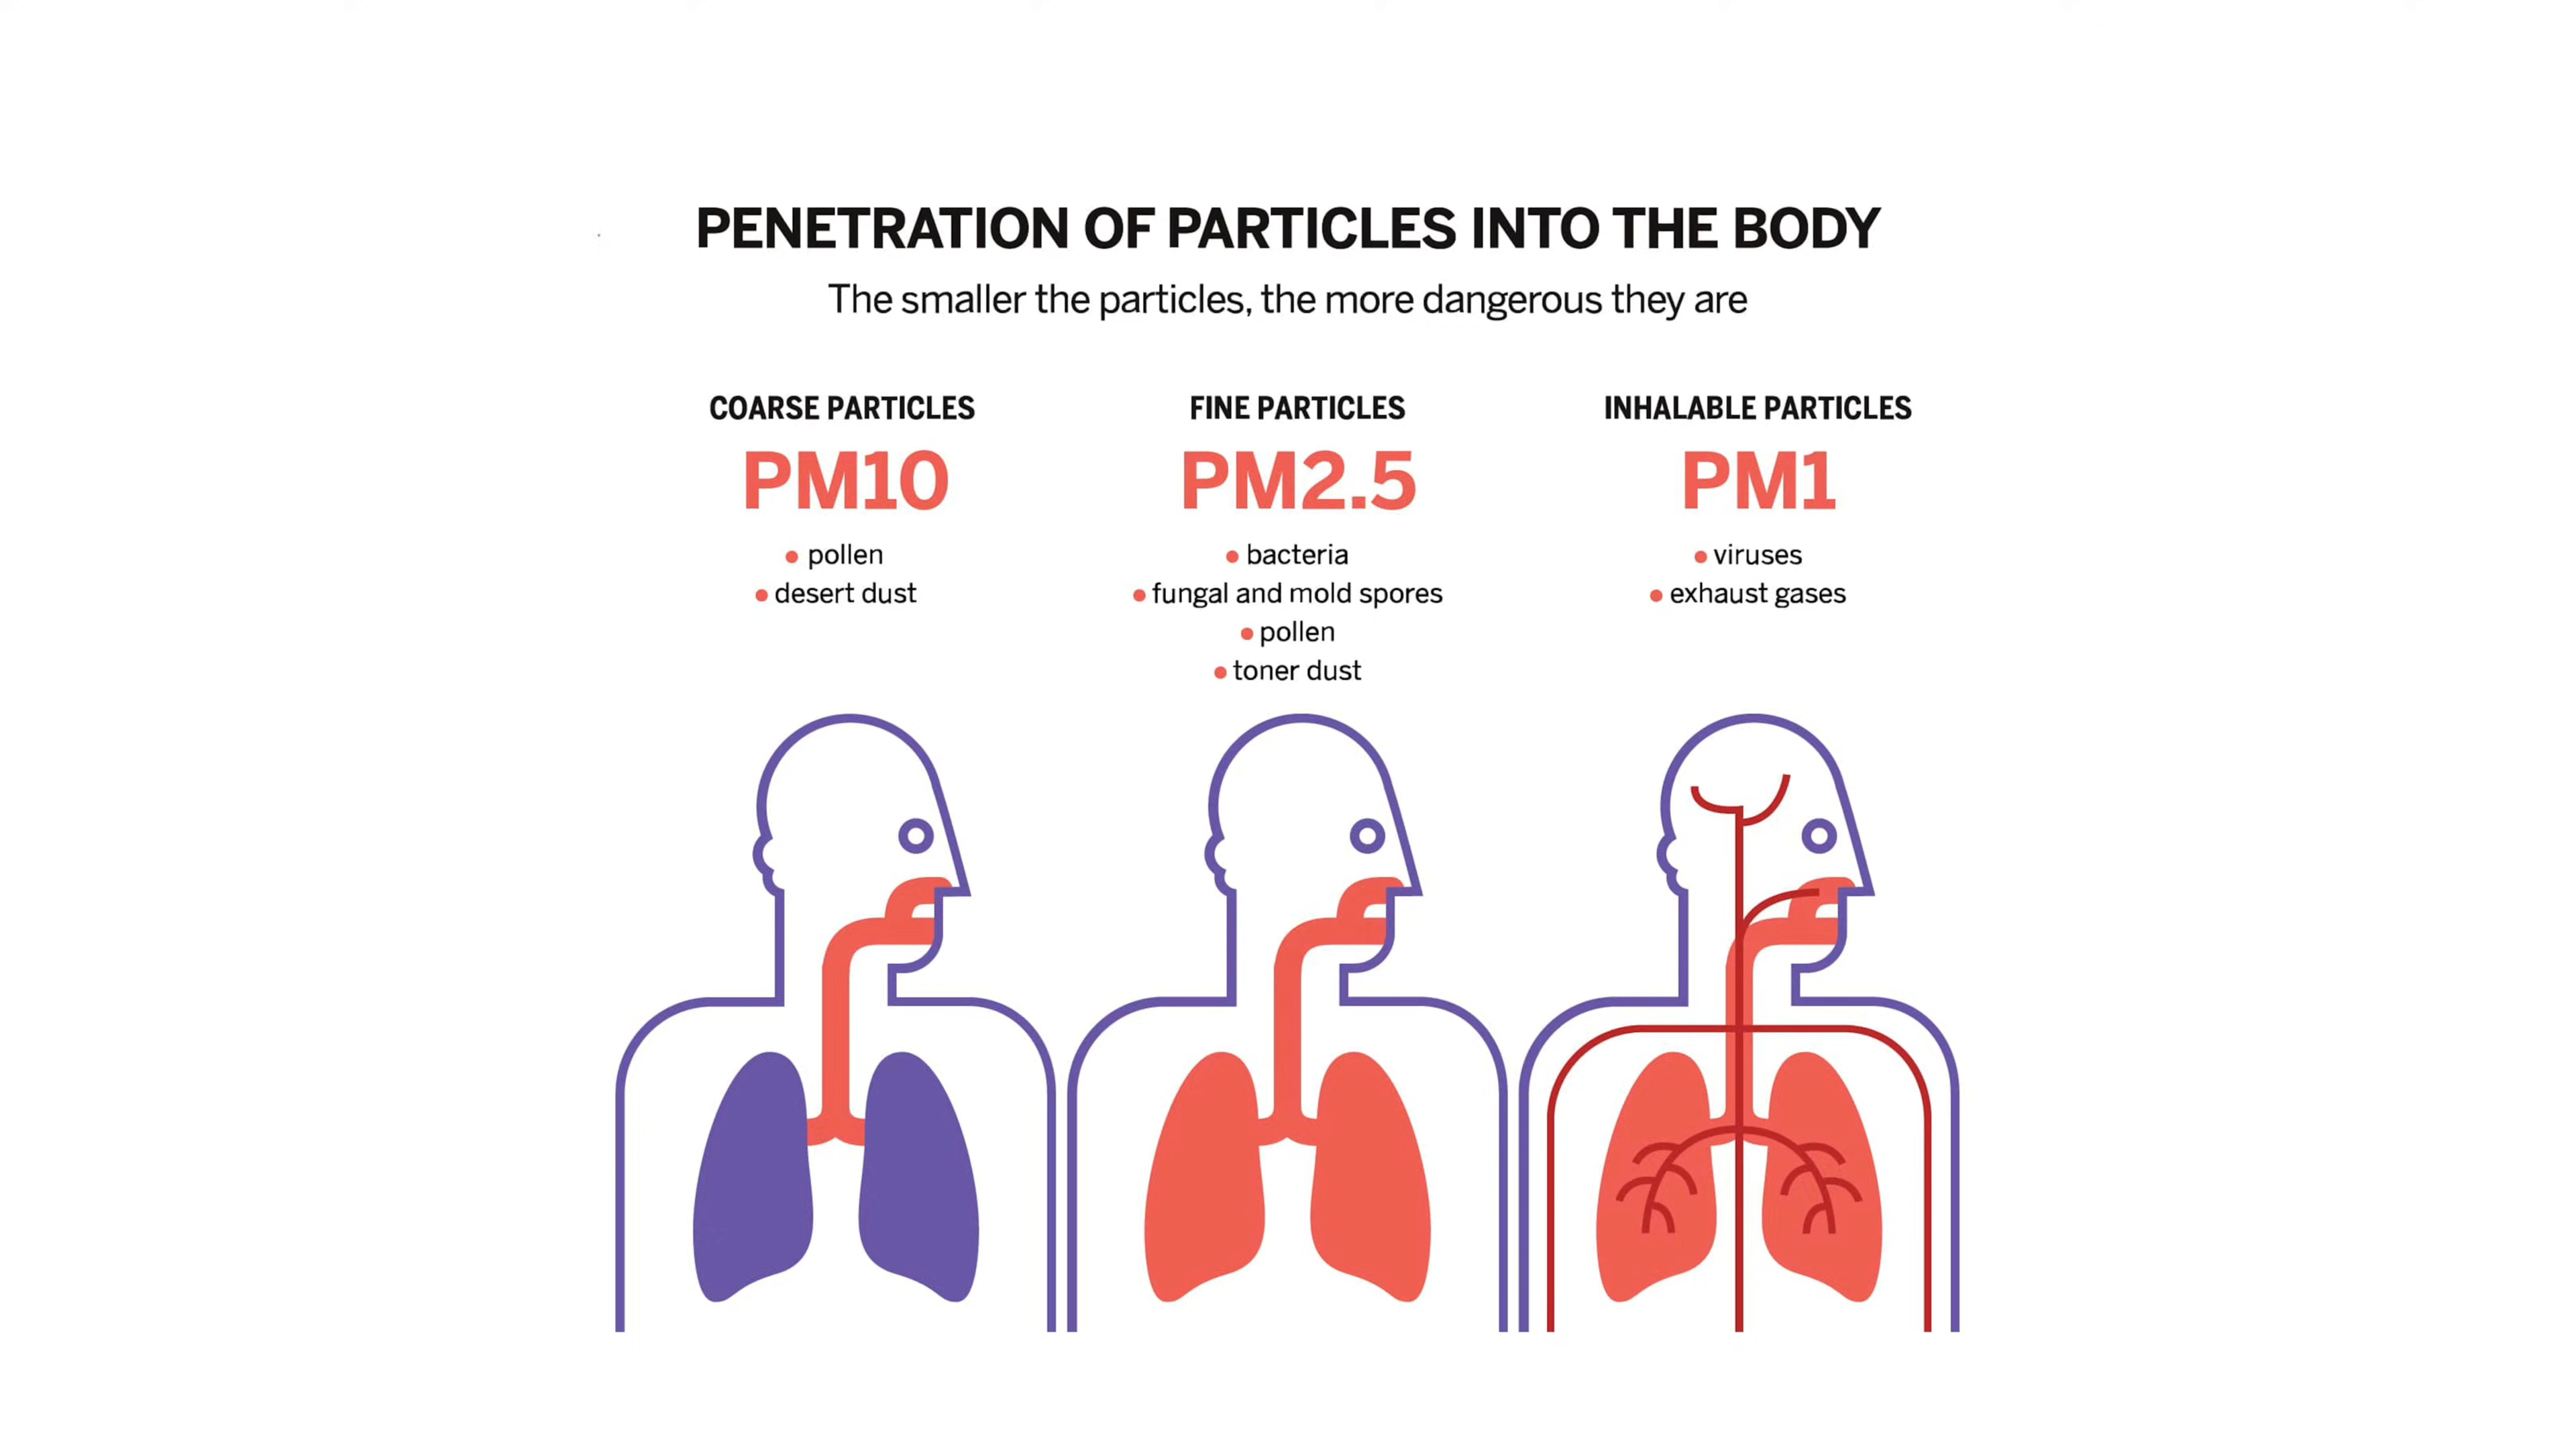 PENETRATION OF PARTICLES INTO THE BODY
The smaller the particles, the more dangerous they are
COARSE PARTICLES
PM10
• pollen
• desert dust
FINE PARTICLES
PM2.5
• bacteria
• fungal and mold spores
• pollen
• toner dust
INHALABLE PARTICLES
PM1
• viruses
• exhaust gases